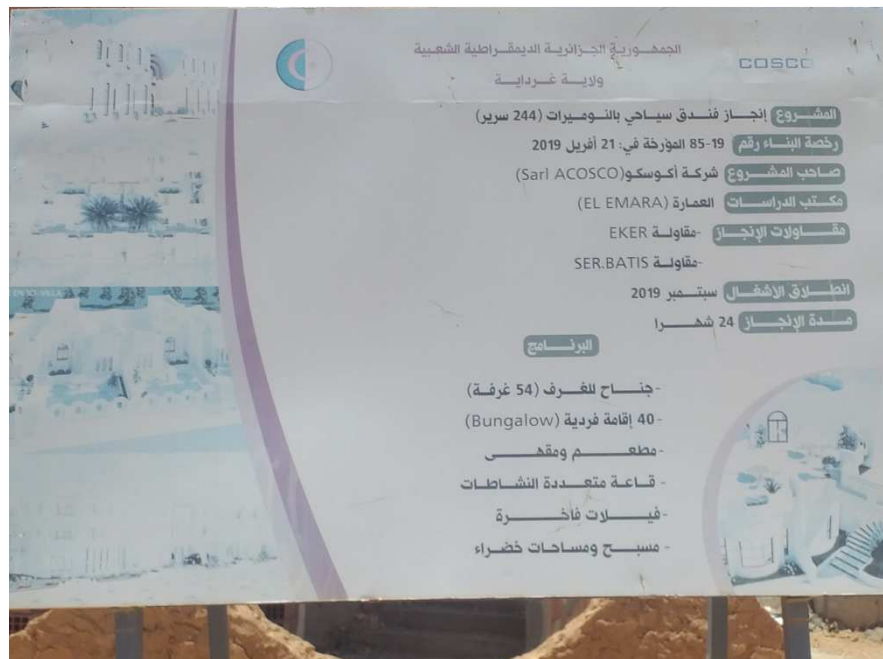 الجمهورية الجزائرية الديمقراطية الشعبية
ولاية غرداية
COSCO
المشروع إنجاز فندق سياحي بالنوميرات (244 سرير)
رخصة البناء رقم 19-85 المؤرخة في: 21 أفريل 2019
صاحب المشروع شركة أكوسكو(Sarl ACOSCO)
مكتب الدراسات العمارة (EL EMARA)
مقاولات الإنجاز -مقاولة EKER
-مقاولة SER.BATIS
انطلاق الأشغال سبتمبر 2019
مدة الإنجاز 24 شهرا
البرنامج
-جناح للغرف (54 غرفة)
-40 إقامة فردية (Bungalow)
-مطعم ومقهى
- قاعة متعددة النشاطات
-فيلات فاخرة
- مسبح ومساحات خضراء